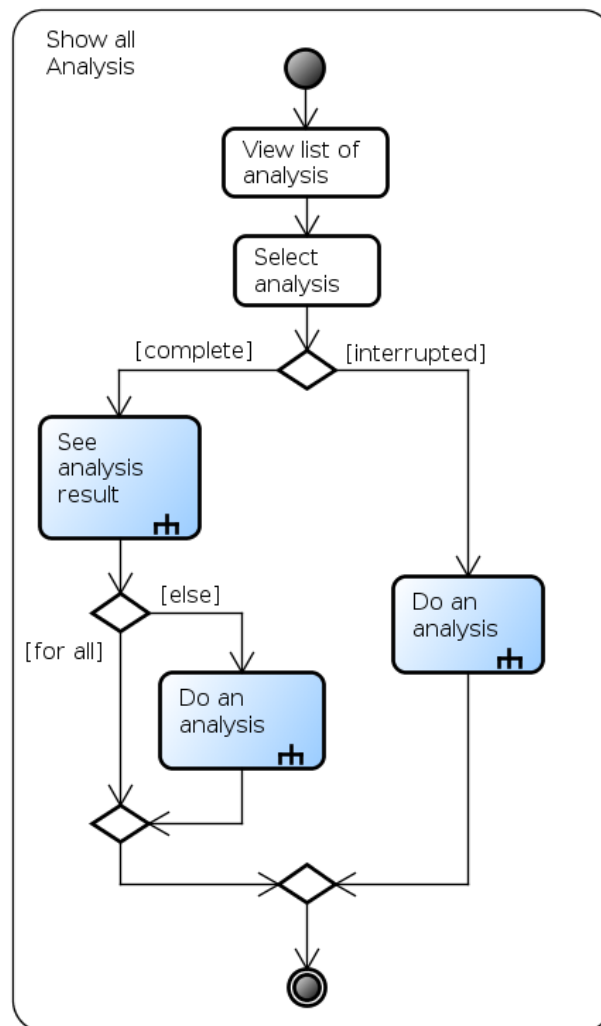 Show all
Analysis
View list of
analysis
Select
analysis
[complete]
[interrupted]
See
analysis
result
[else]
[for all]
Do an
analysis
Do an
analysis